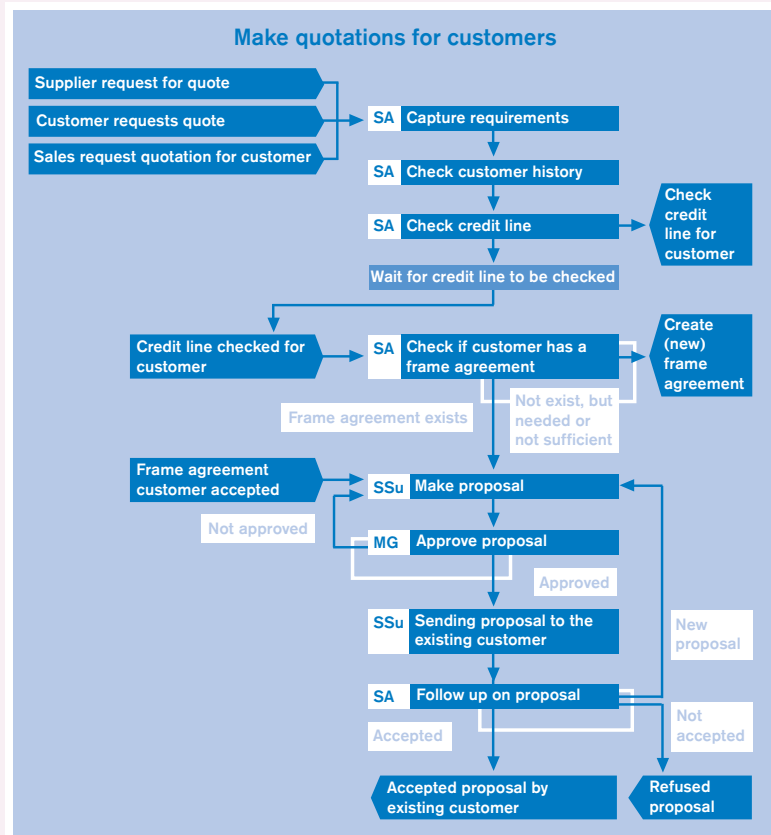 Make quotations for customers
Supplier request for quote
Customer requests quote
Sales request quotation for customer
SA Capture requirements
SA Check customer history
SA Check credit line
Check
credit
line for
customer
Wait for credit line to be checked
Credit line checked for
customer
SA Check if customer has a
frame agreement
Create
(new)
frame
agreement
Frame agreement exists
Not exist, but
needed or
not sufficient
Frame agreement
customer accepted
SSu Make proposal
Not approved
MG Approve proposal
Approved
SSu Sending proposal to the
existing customer
New
proposal
SA Follow up on proposal
Accepted
Not
accepted
Accepted proposal by
existing customer
Refused
proposal